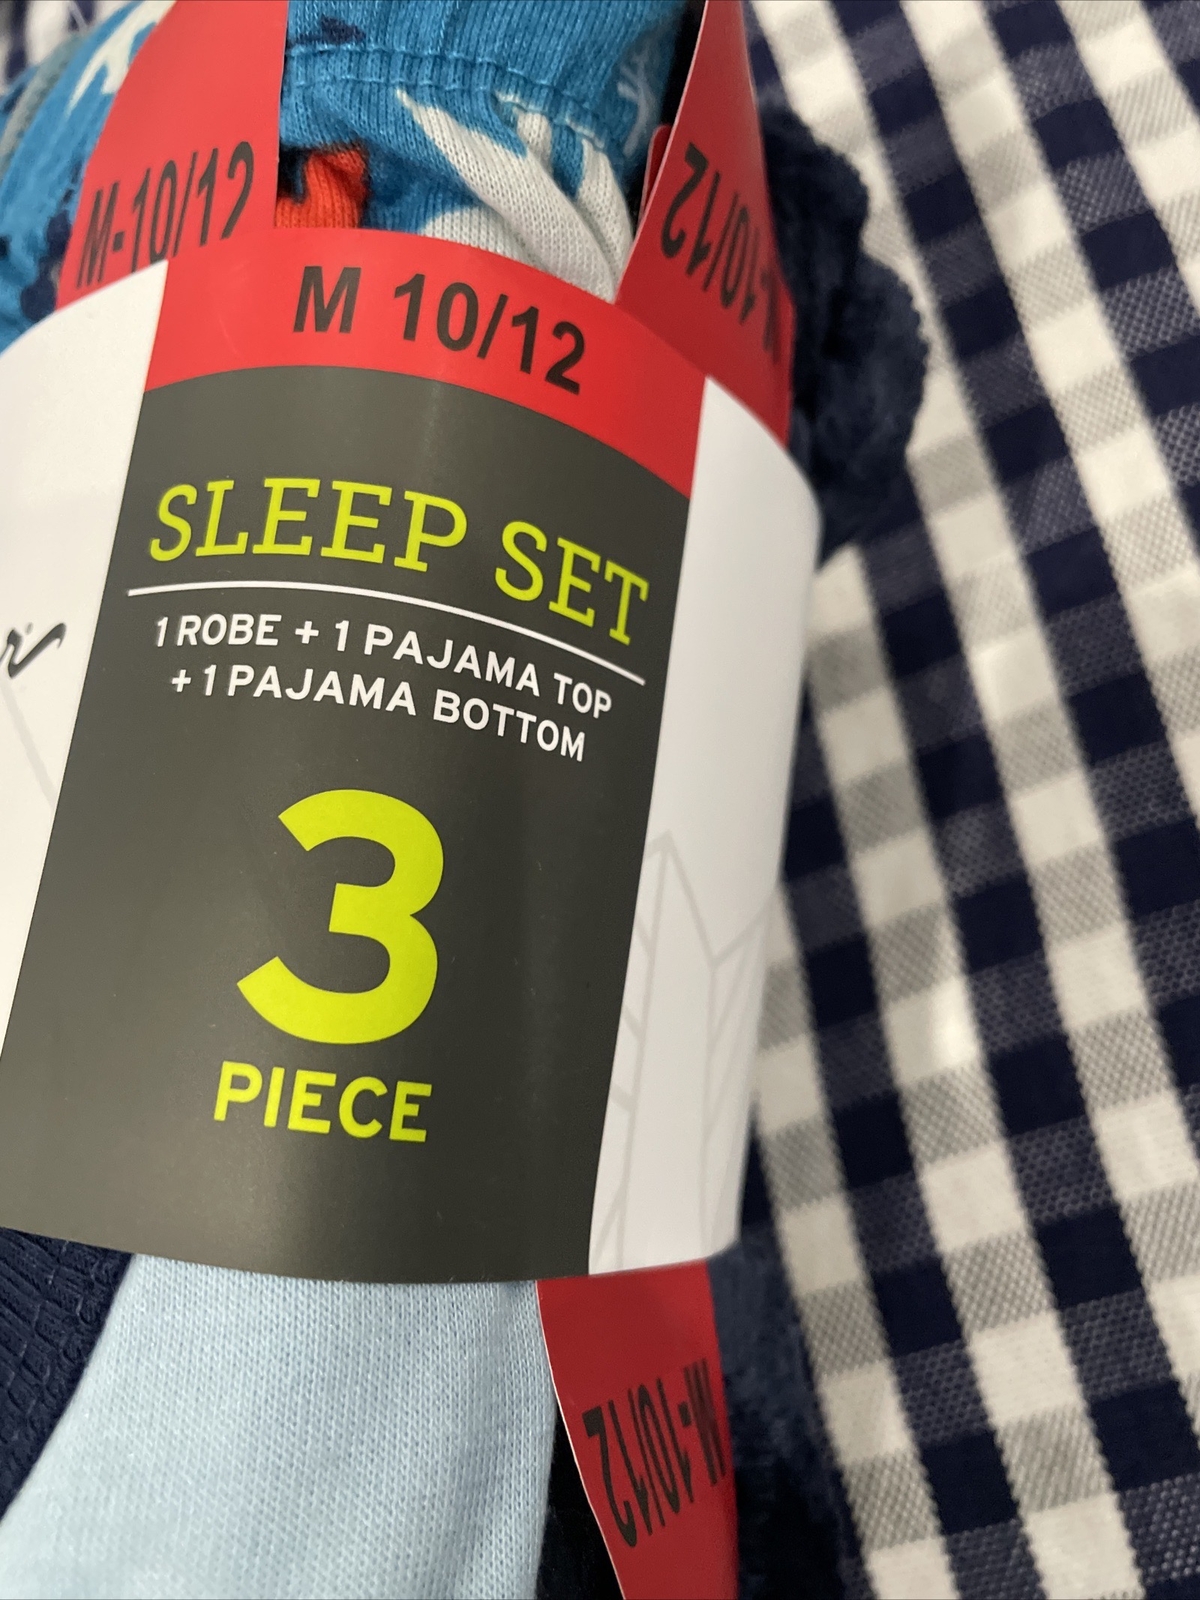 M-10/12
M-10/12
M 10/12
SLEEP SET
1 ROBE + 1 PAJAMA TOP
+ 1 PAJAMA BOTTOM
3
PIECE
M-10/12